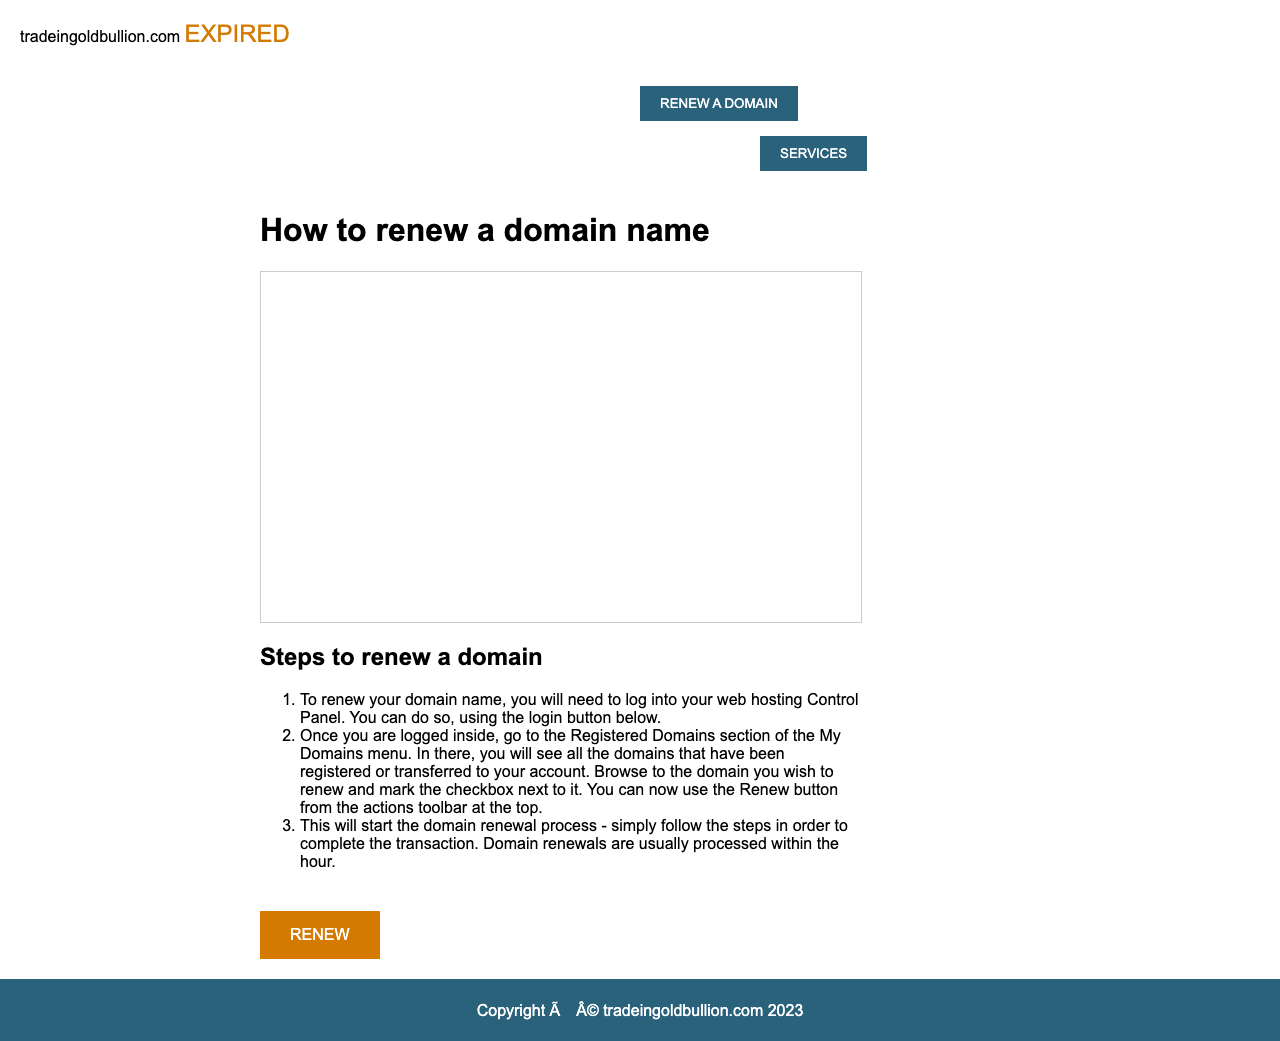 tradeingoldbullion.com EXPIRED
RENEW A DOMAIN
SERVICES
How to renew a domain name
Steps to renew a domain
1. To renew your domain name, you will need to log into your web hosting Control
Panel. You can do so, using the login button below.
2. Once you are logged inside, go to the Registered Domains section of the My
Domains menu. In there, you will see all the domains that have been
registered or transferred to your account. Browse to the domain you wish to
renew and mark the checkbox next to it. You can now use the Renew button
from the actions toolbar at the top.
3. This will start the domain renewal process - simply follow the steps in order to
complete the transaction. Domain renewals are usually processed within the
hour.
RENEW
Copyright Ã Â© tradeingoldbullion.com 2023